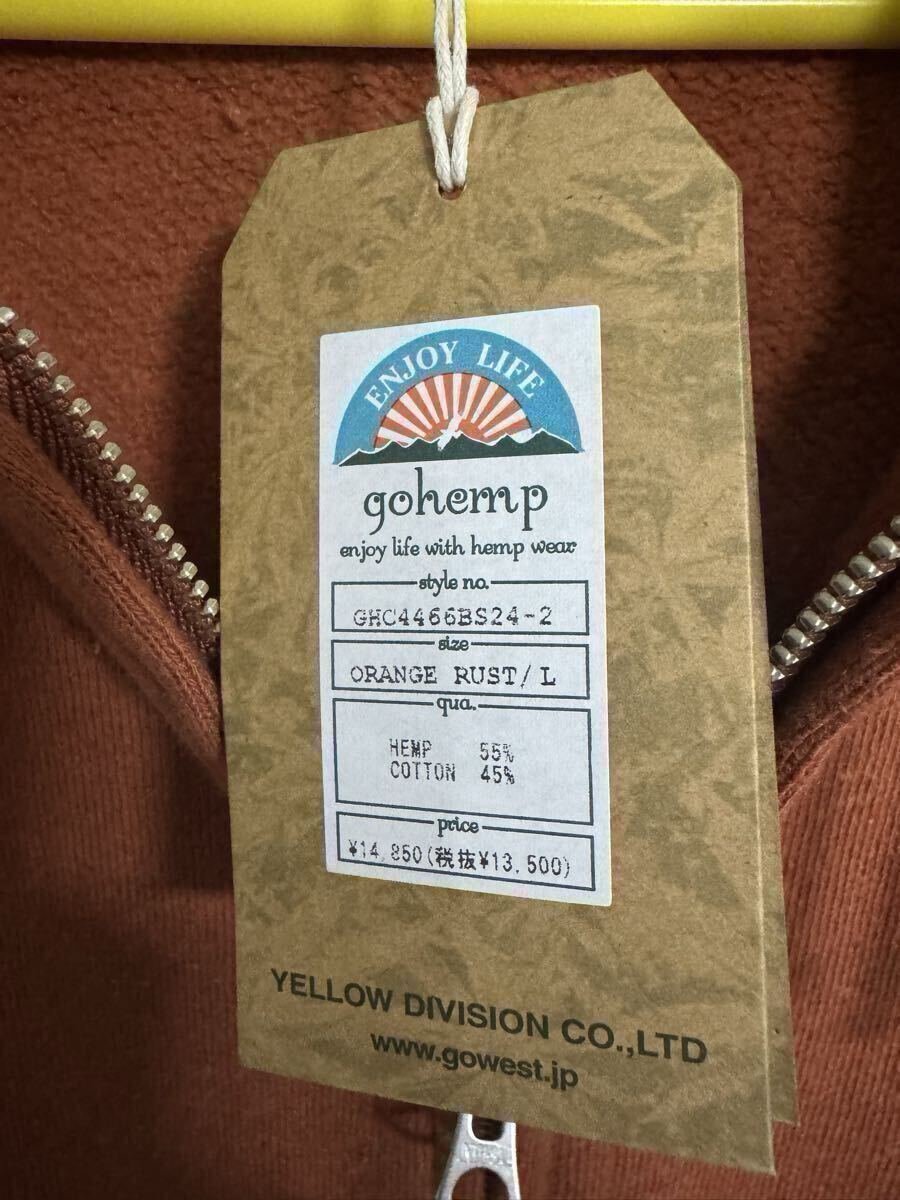 ENJOY LIFE
gohemp
enjoy life with hemp wear
style no.
GHC4466BS24-2
size
ORANGE RUST/L
qua.
HEMP 55%
COTTON 45%
price
¥14,850(税抜¥13,500)
YELLOW DIVISION CO.,LTD
www.gowest.jp